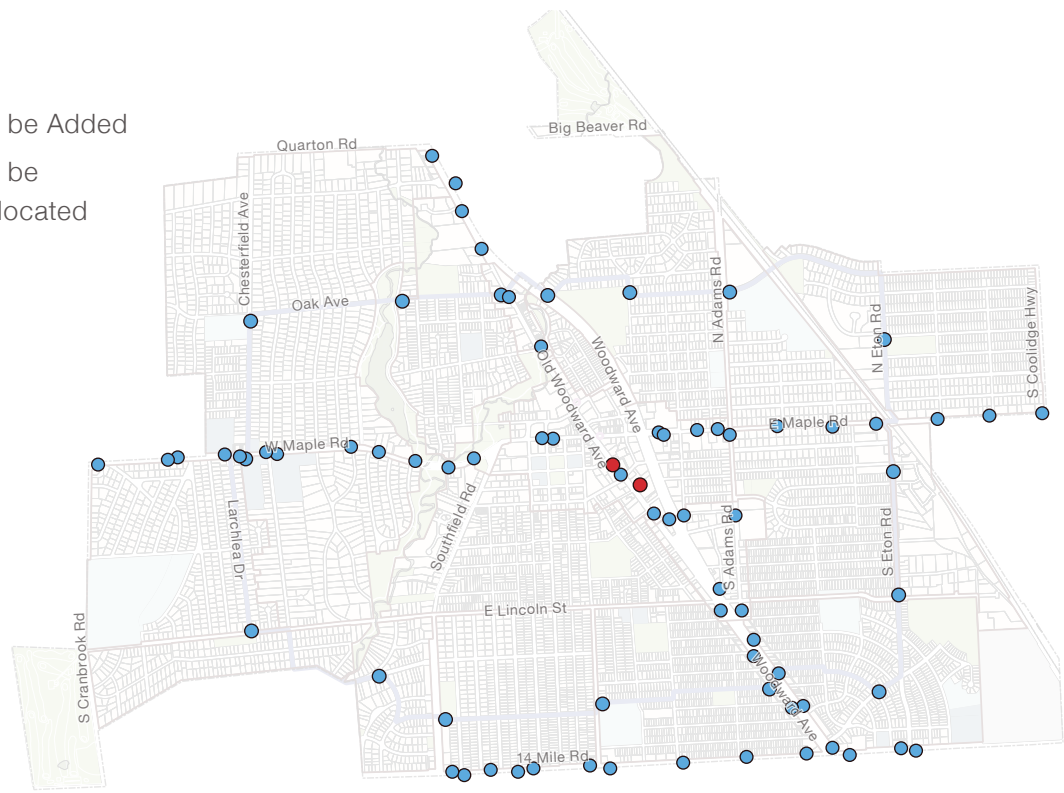 be Added
be
located
Big Beaver Rd
Quarton Rd
Chesterfield Ave
Oak Ave
N Adams Rd
N Eton Rd
S Coolidge Hwy
Woodward Ave
Old Woodward Ave
E Maple Rd
W Maple Rd
Southfield Rd
Larchlea Dr
S Adams Rd
S Eton Rd
E Lincoln St
S Cranbrook Rd
Woodward Ave
14 Mile Rd